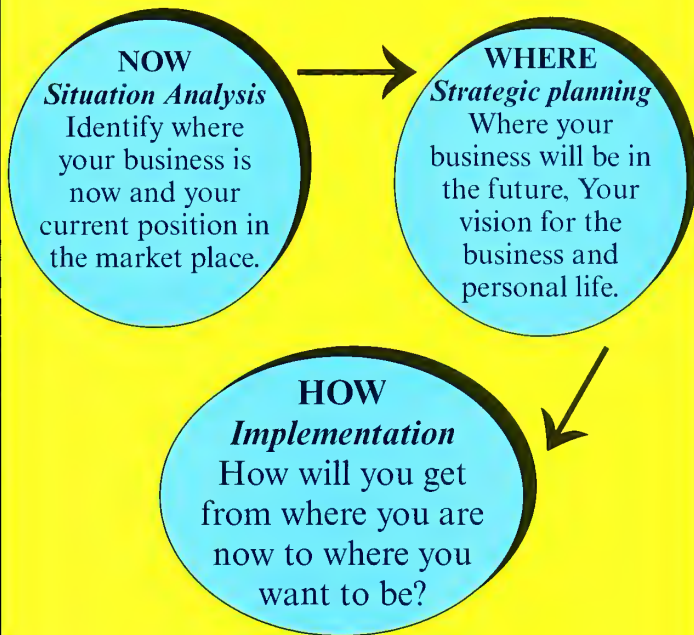 NOW
Situation Analysis
Identify where
your business is
now and your
current position in
the market place.
WHERE
Strategic planning
Where your
business will be in
the future, Your
vision for the
business and
personal life.
HOW
Implementation
How will you get
from where you are
now to where you
want to be?